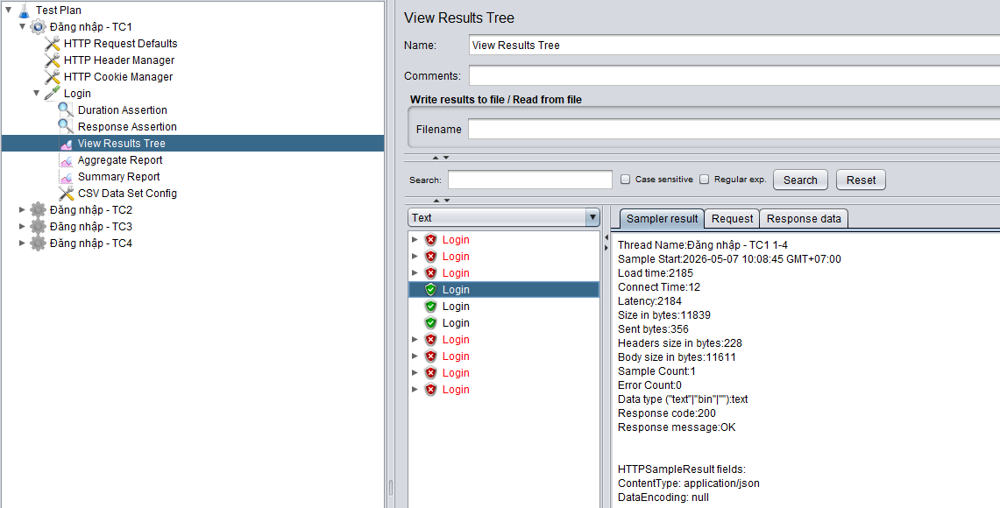 Test Plan
Đăng nhập - TC1
HTTP Request Defaults
HTTP Header Manager
HTTP Cookie Manager
Login
Duration Assertion
Response Assertion
View Results Tree
Aggregate Report
Summary Report
CSV Data Set Config
Đăng nhập - TC2
Đăng nhập - TC3
Đăng nhập - TC4
View Results Tree
Name: View Results Tree
Comments:
Write results to file / Read from file
Filename
Search: Case sensitive Regular exp. Search Reset
Text
Login
Login
Login
Login
Login
Login
Login
Login
Login
Login
Sampler result Request Response data
Thread Name:Đăng nhập - TC1 1-4
Sample Start:2026-05-07 10:08:45 GMT+07:00
Load time:2185
Connect Time:12
Latency:2184
Size in bytes:11839
Sent bytes:356
Headers size in bytes:228
Body size in bytes:11611
Sample Count:1
Error Count:0
Data type ("text"|"bin"|""):text
Response code:200
Response message:OK
HTTPSampleResult fields:
ContentType: application/json
DataEncoding: null